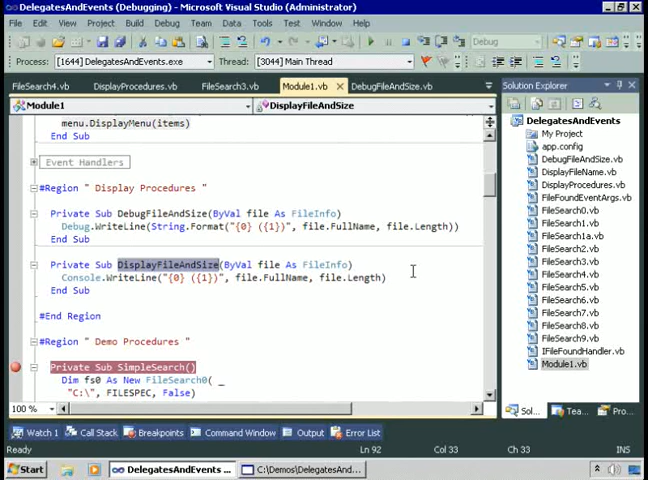 DelegatesAndEvents (Debugging) - Microsoft Visual Studio (Administrator)
File Edit View Project Build Debug Team Data Tools Test Window Help
Debug
Process: [1644] DelegatesAndEvents.exe Thread: [3044] Main Thread
FileSearch4.vb DisplayProcedures.vb FileSearch3.vb Module1.vb DebugFileAndSize.vb
Module1 DisplayFileAndSize
menu.DisplayMenu(items)
End Sub
Event Handlers
#Region " Display Procedures "
Private Sub DebugFileAndSize(ByVal file As FileInfo)
Debug.WriteLine(String.Format("{0} ({1})", file.FullName, file.Length))
End Sub
Private Sub DisplayFileAndSize(ByVal file As FileInfo)
Console.WriteLine("{0} ({1})", file.FullName, file.Length)
End Sub
#End Region
#Region " Demo Procedures "
Private Sub SimpleSearch()
Dim fs0 As New FileSearch0( _
"C:\", FILESPEC, False)
100 %
Solution Explorer
DelegatesAndEvents
My Project
app.config
DebugFileAndSize.vb
DisplayFileName.vb
DisplayProcedures.vb
FileFoundEventArgs.vb
FileSearch0.vb
FileSearch1.vb
FileSearch1a.vb
FileSearch2.vb
FileSearch3.vb
FileSearch4.vb
FileSearch5.vb
FileSearch6.vb
FileSearch7.vb
FileSearch8.vb
FileSearch9.vb
IFileFoundHandler.vb
Module1.vb
Sol... Tea... Pro...
Watch 1 Call Stack Breakpoints Command Window Output Error List
Ready Ln 92 Col 33 Ch 33 INS
Start DelegatesAndEvents ... C:\Demos\DelegatesAnd...